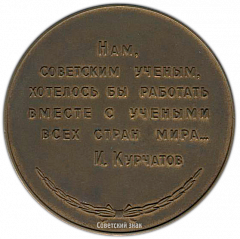 Нам,
советским ученым,
хотелось бы работать
вместе с учеными
всех стран мира...
И. Курчатов
Советский знак